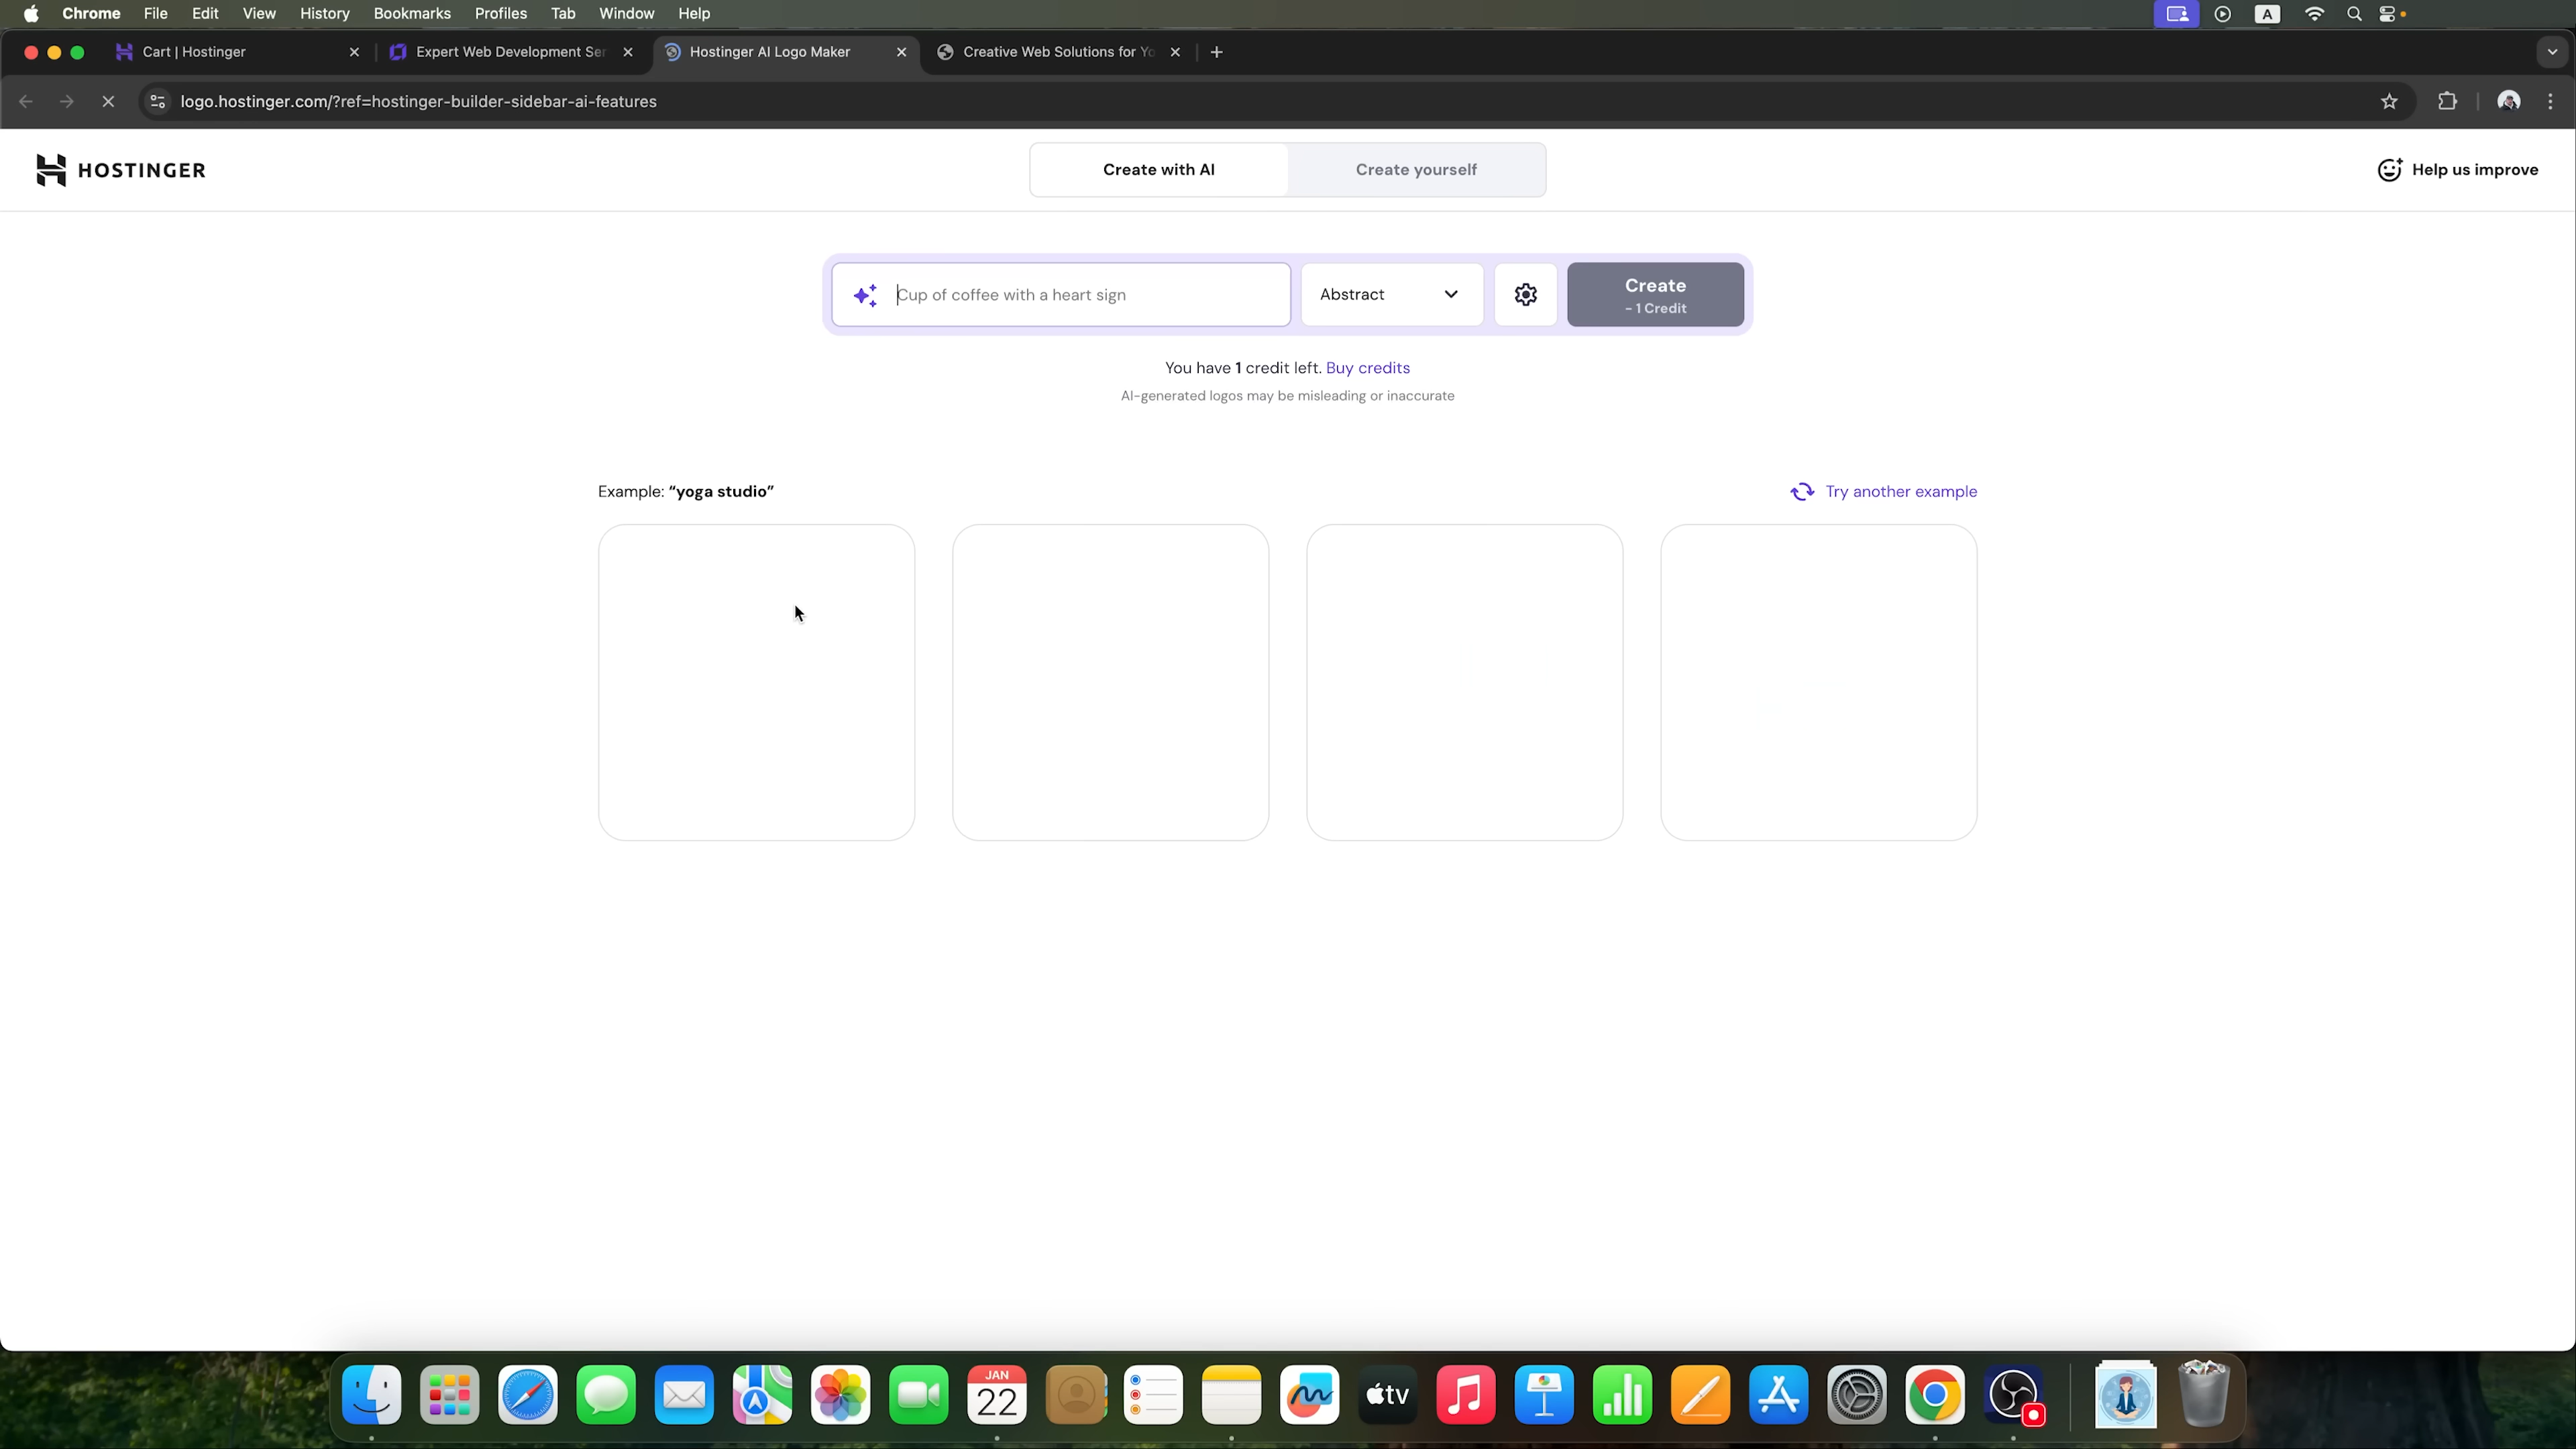 Chrome File Edit View History Bookmarks Profiles Tab Window Help A
Cart | Hostinger Expert Web Development Ser Hostinger AI Logo Maker Creative Web Solutions for Yo
logo.hostinger.com/?ref=hostinger-builder-sidebar-ai-features
HOSTINGER Create with AI Create yourself Help us improve
Cup of coffee with a heart sign Abstract Create
- 1 Credit
You have 1 credit left. Buy credits
AI-generated logos may be misleading or inaccurate
Example: “yoga studio” Try another example
JAN
22 tv